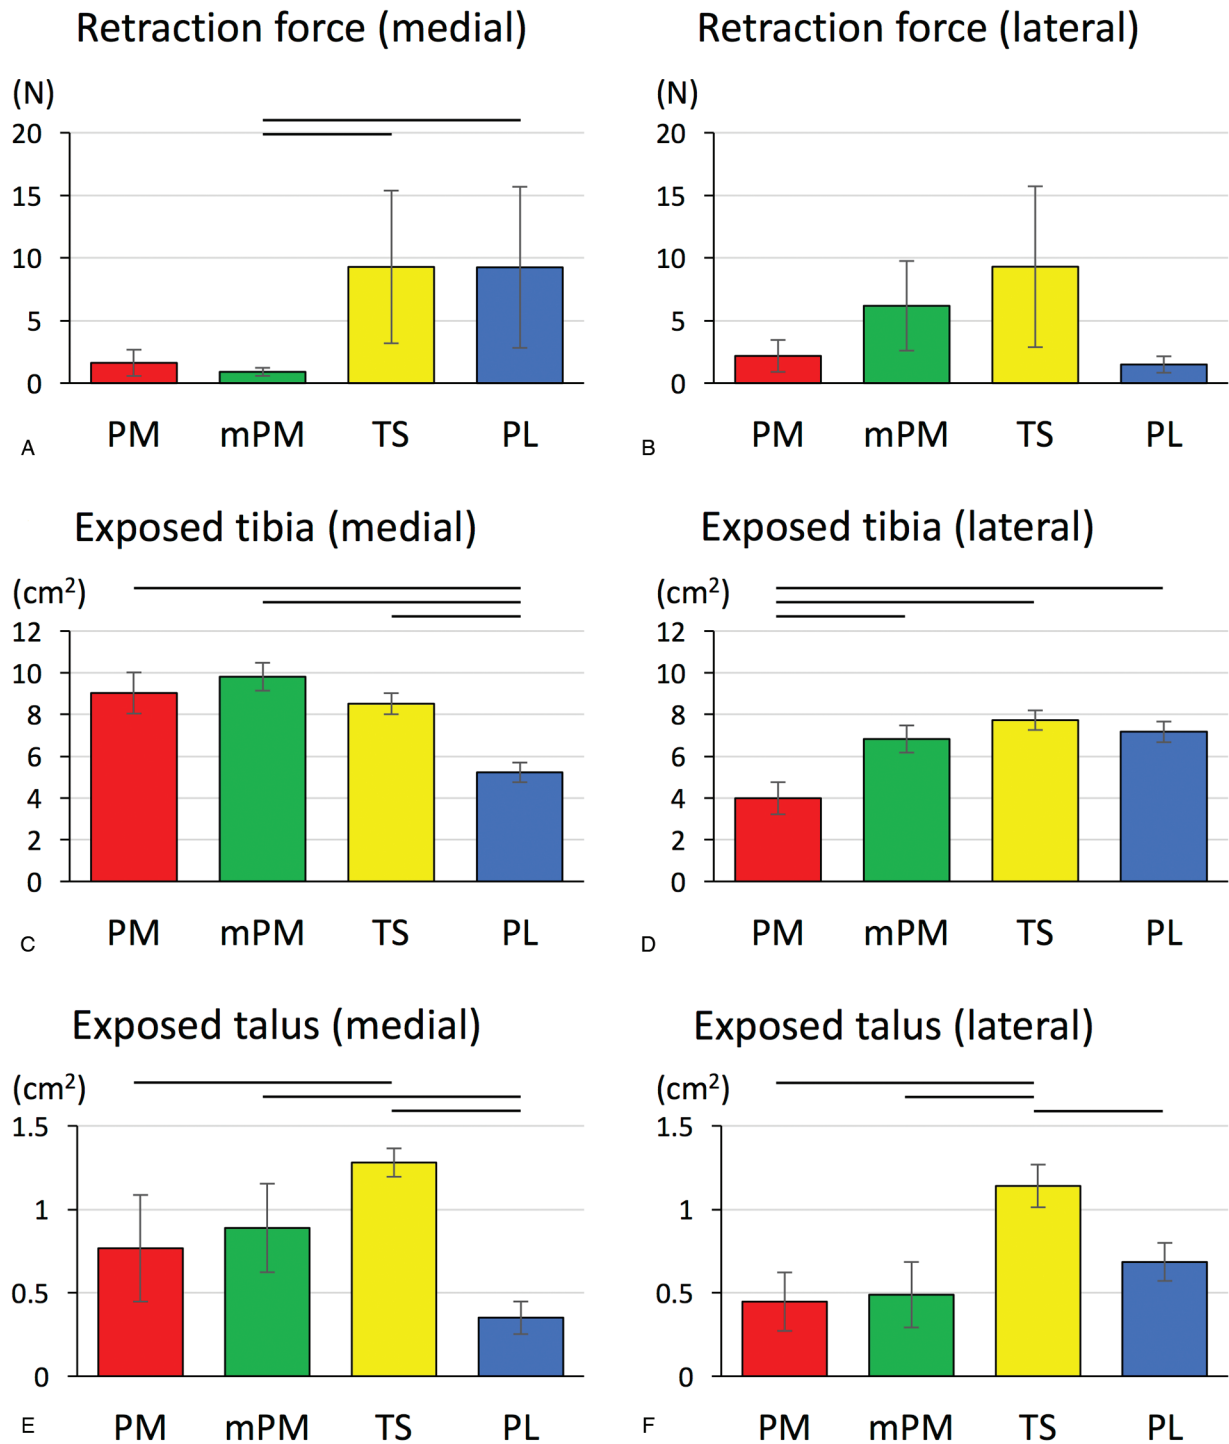 Retraction force (medial)
(N)
20
15
10
5
0
PM mPM TS PL
A
Retraction force (lateral)
(N)
20
15
10
5
0
PM mPM TS PL
B
Exposed tibia (medial)
(cm²)
12
10
8
6
4
2
0
PM mPM TS PL
C
Exposed tibia (lateral)
(cm²)
12
10
8
6
4
2
0
PM mPM TS PL
D
Exposed talus (medial)
(cm²)
1.5
1
0.5
0
PM mPM TS PL
E
Exposed talus (lateral)
(cm²)
1.5
1
0.5
0
PM mPM TS PL
F